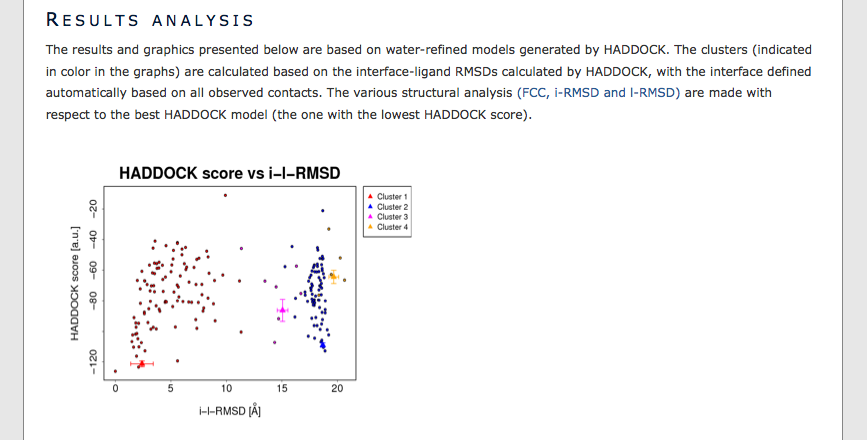 RESULTS ANALYSIS
The results and graphics presented below are based on water-refined models generated by HADDOCK. The clusters (indicated
in color in the graphs) are calculated based on the interface-ligand RMSDs calculated by HADDOCK, with the interface defined
automatically based on all observed contacts. The various structural analysis (FCC, i-RMSD and l-RMSD) are made with
respect to the best HADDOCK model (the one with the lowest HADDOCK score).
HADDOCK score vs i-l-RMSD
Cluster 1
Cluster 2
Cluster 3
Cluster 4
HADDOCK score [a.u.]
-20
-40
-60
-80
-120
0 5 10 15 20
i-l-RMSD [Å]